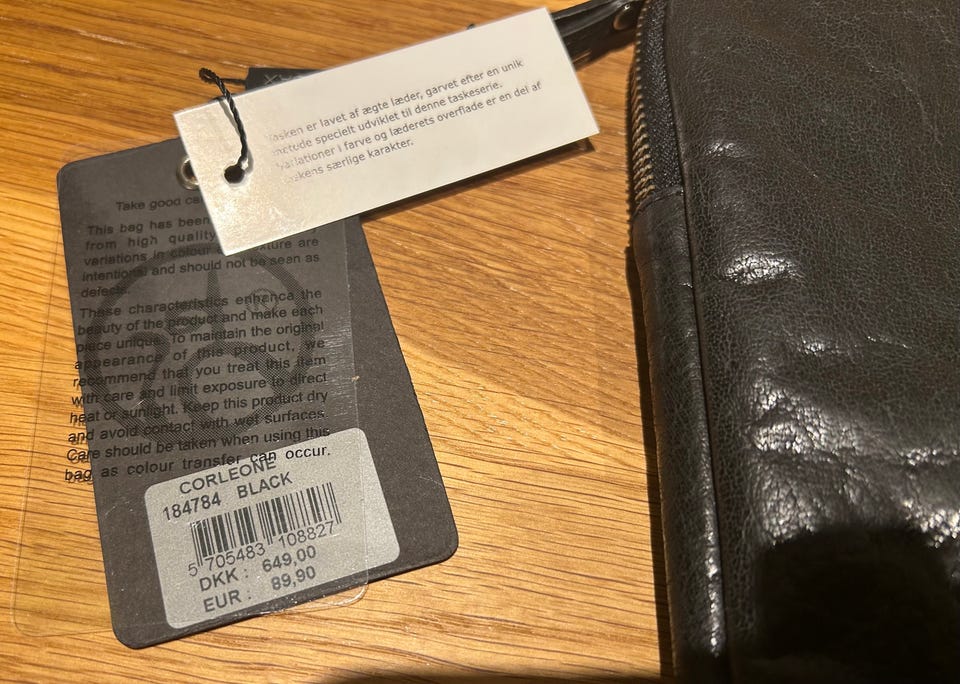 Tasken er lavet af ægte læder, garvet efter en unik
metode specielt udviklet til denne taskeserie.
Variationer i farve og læderets overflade er en del af
taskens særlige karakter.
Take good
This bag has been
from high quality
variations in colour texture are
intentional and should not be seen as
defects.
These characteristics enhance the
beauty of the product and make each
piece unique. To maintain the original
appearance of this product, we
recommend that you treat this item
with care and limit exposure to direct
heat or sunlight. Keep this product dry
and avoid contact with wet surfaces.
Care should be taken when using this
bag as colour transfer can occur.
CORLEONE
184784 BLACK
5 705483 108827
DKK : 649,00
EUR : 89,90